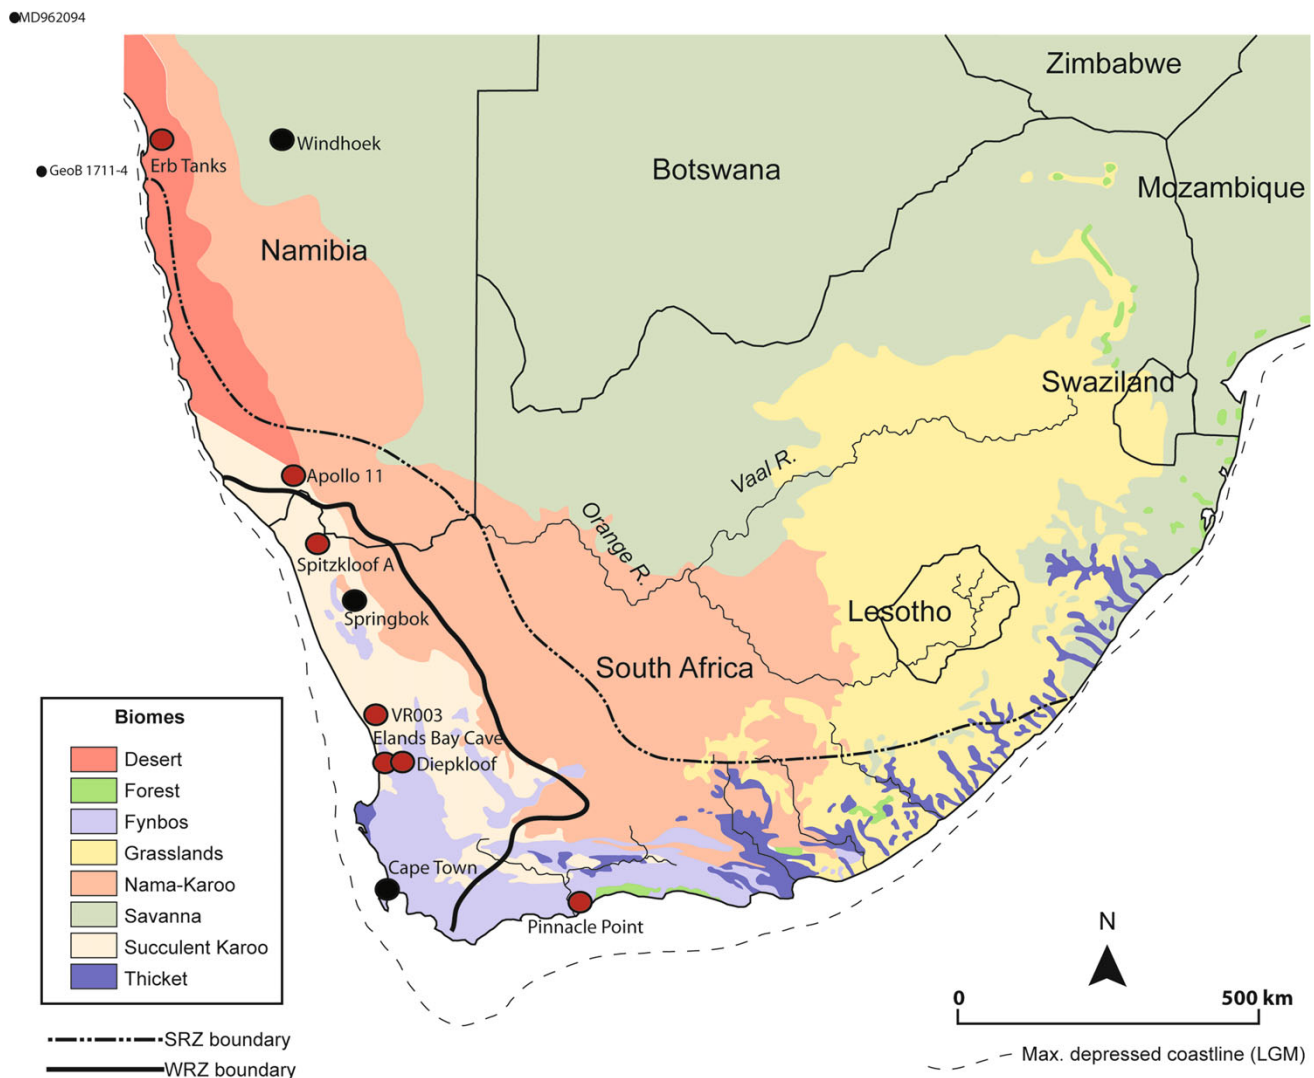 MD962094
Zimbabwe
Windhoek
Botswana
Erb Tanks
GeoB 1711-4
Mozambique
Namibia
Swaziland
Vaal R.
Apollo 11
Orange R.
Spitzkloof A
Springbok
Lesotho
South Africa
VR003
Elands Bay Cave
Diepkloof
Cape Town
Pinnacle Point
Biomes
Desert
Forest
Fynbos
Grasslands
Nama-Karoo
Savanna
Succulent Karoo
Thicket
SRZ boundary
WRZ boundary
N
0 500 km
Max. depressed coastline (LGM)